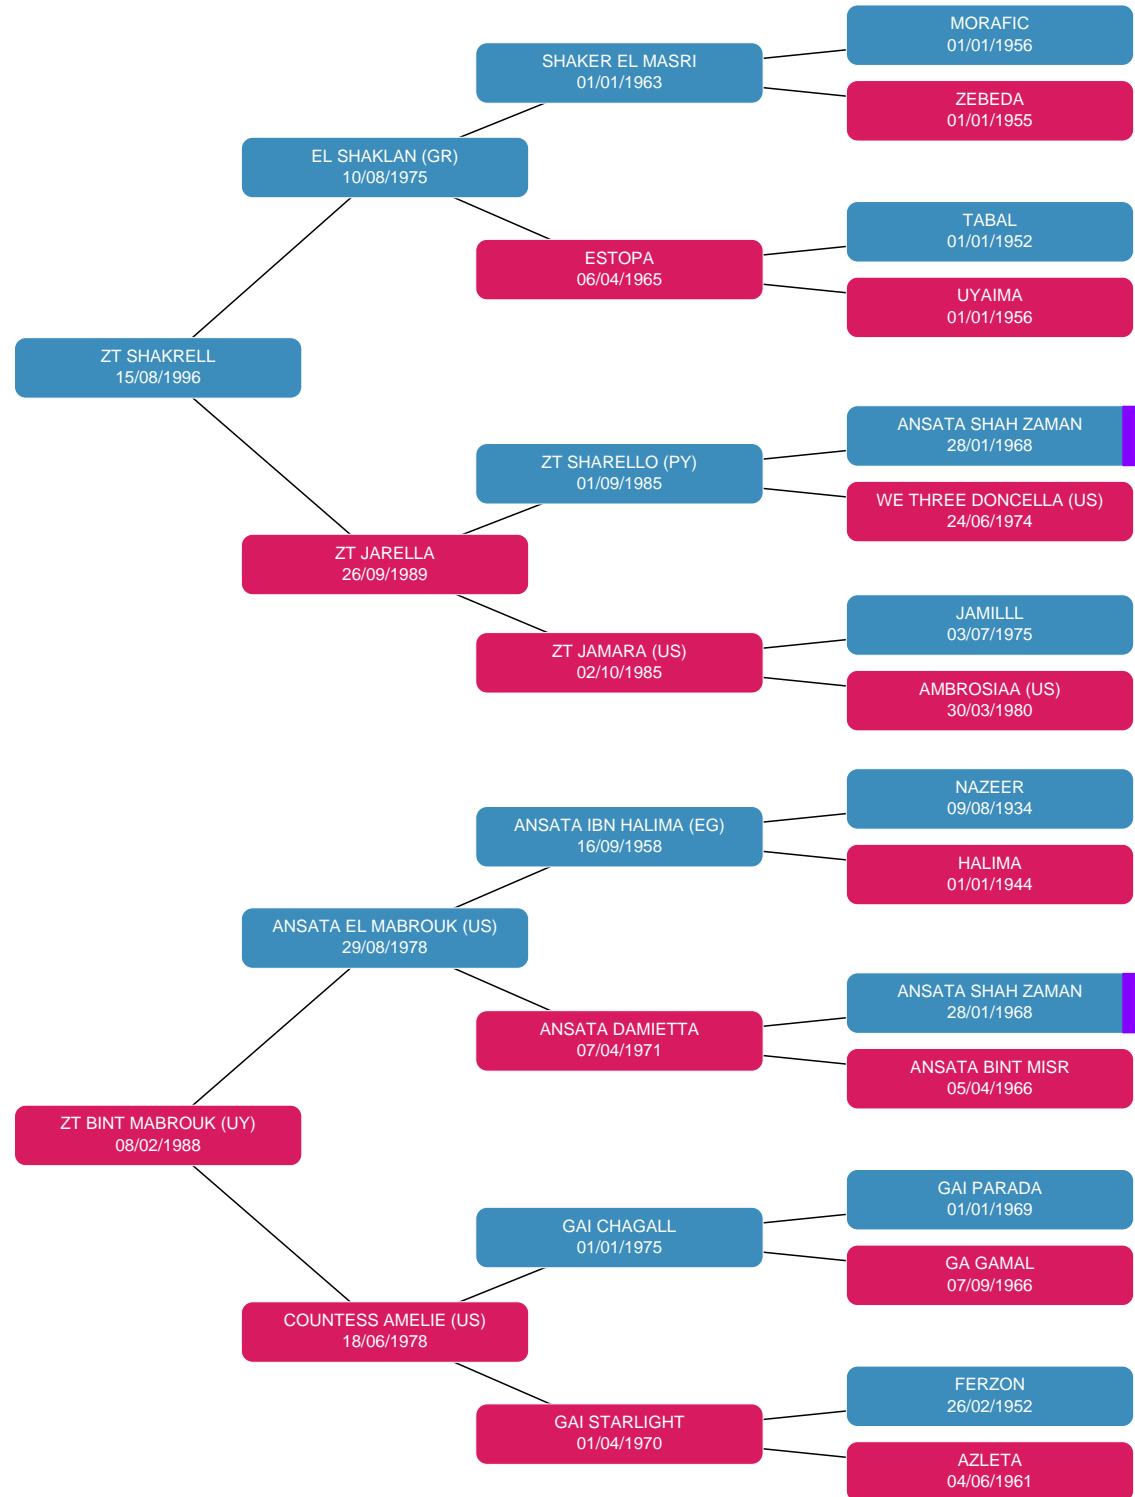 MORAFIC
01/01/1956
SHAKER EL MASRI
01/01/1963
ZEBEDA
01/01/1955
EL SHAKLAN (GR)
10/08/1975
TABAL
01/01/1952
ESTOPA
06/04/1965
UYAIMA
01/01/1956
ZT SHAKRELL
15/08/1996
ANSATA SHAH ZAMAN
28/01/1968
ZT SHARELLO (PY)
01/09/1985
WE THREE DONCELLA (US)
24/06/1974
ZT JARELLA
26/09/1989
JAMILLL
03/07/1975
ZT JAMARA (US)
02/10/1985
AMBROSIAA (US)
30/03/1980
NAZEER
09/08/1934
ANSATA IBN HALIMA (EG)
16/09/1958
HALIMA
01/01/1944
ANSATA EL MABROUK (US)
29/08/1978
ANSATA SHAH ZAMAN
28/01/1968
ANSATA DAMIETTA
07/04/1971
ANSATA BINT MISR
05/04/1966
ZT BINT MABROUK (UY)
08/02/1988
GAI PARADA
01/01/1969
GAI CHAGALL
01/01/1975
GA GAMAL
07/09/1966
COUNTESS AMELIE (US)
18/06/1978
FERZON
26/02/1952
GAI STARLIGHT
01/04/1970
AZLETA
04/06/1961